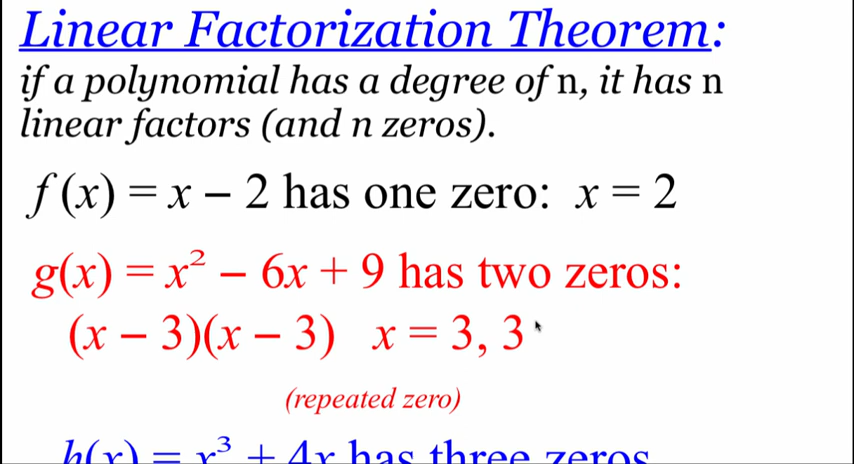 Linear Factorization Theorem:
if a polynomial has a degree of n, it has n
linear factors (and n zeros).
f(x) = x − 2 has one zero: x = 2
g(x) = x² − 6x + 9 has two zeros:
(x − 3)(x − 3) x = 3, 3
(repeated zero)
h(x) = x³ + 4x has three zeros